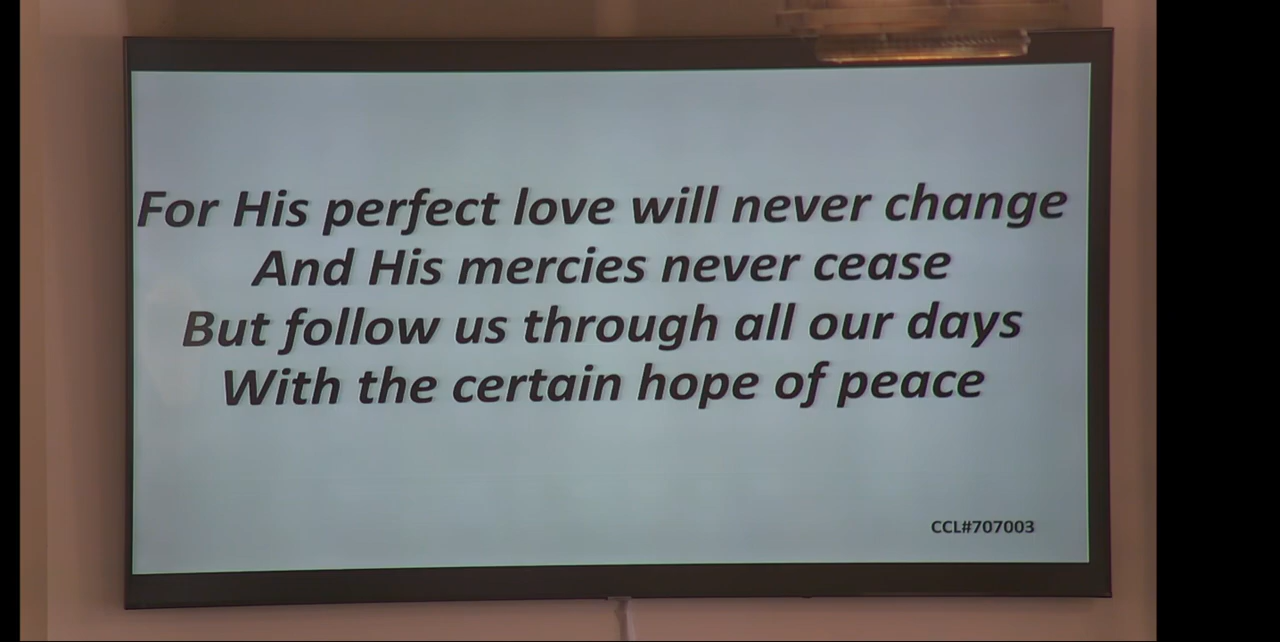 For His perfect love will never change
And His mercies never cease
But follow us through all our days
With the certain hope of peace
CCL#707003